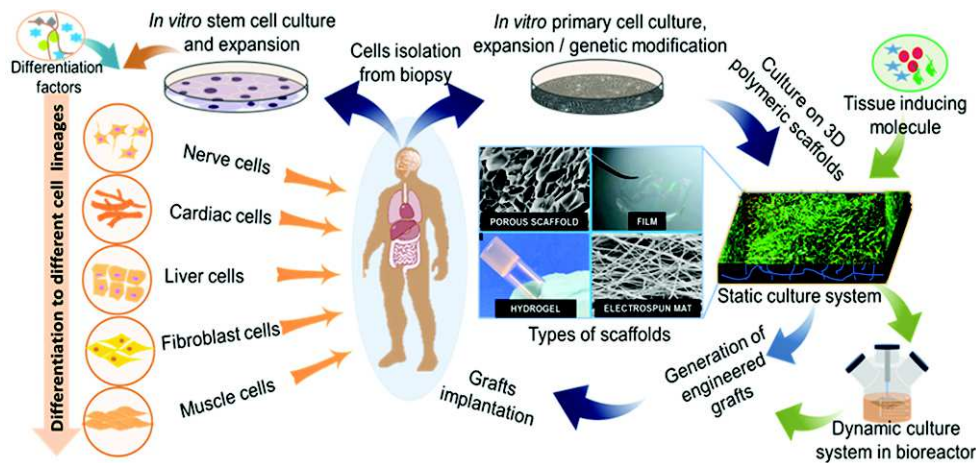 In vitro stem cell culture
and expansion
Differentiation
factors
Cells isolation
from biopsy
In vitro primary cell culture,
expansion / genetic modification
Culture on 3D
polymeric scaffolds
Tissue inducing
molecule
Differentiation to different cell lineages
Nerve cells
Cardiac cells
Liver cells
Fibroblast cells
Muscle cells
POROUS SCAFFOLD
FILM
HYDROGEL
ELECTROSPUN MAT
Types of scaffolds
Static culture system
Generation of
engineered
grafts
Grafts
implantation
Dynamic culture
system in bioreactor